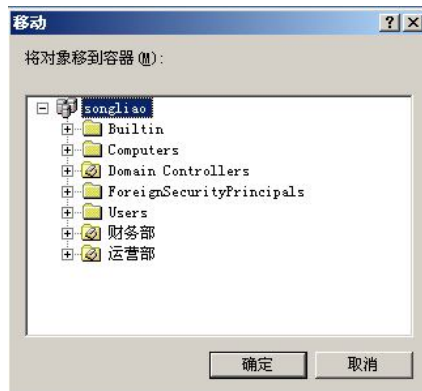 移动
将对象移到容器(M):
songliao
Builtin
Computers
Domain Controllers
ForeignSecurityPrincipals
Users
财务部
运营部
确定 取消